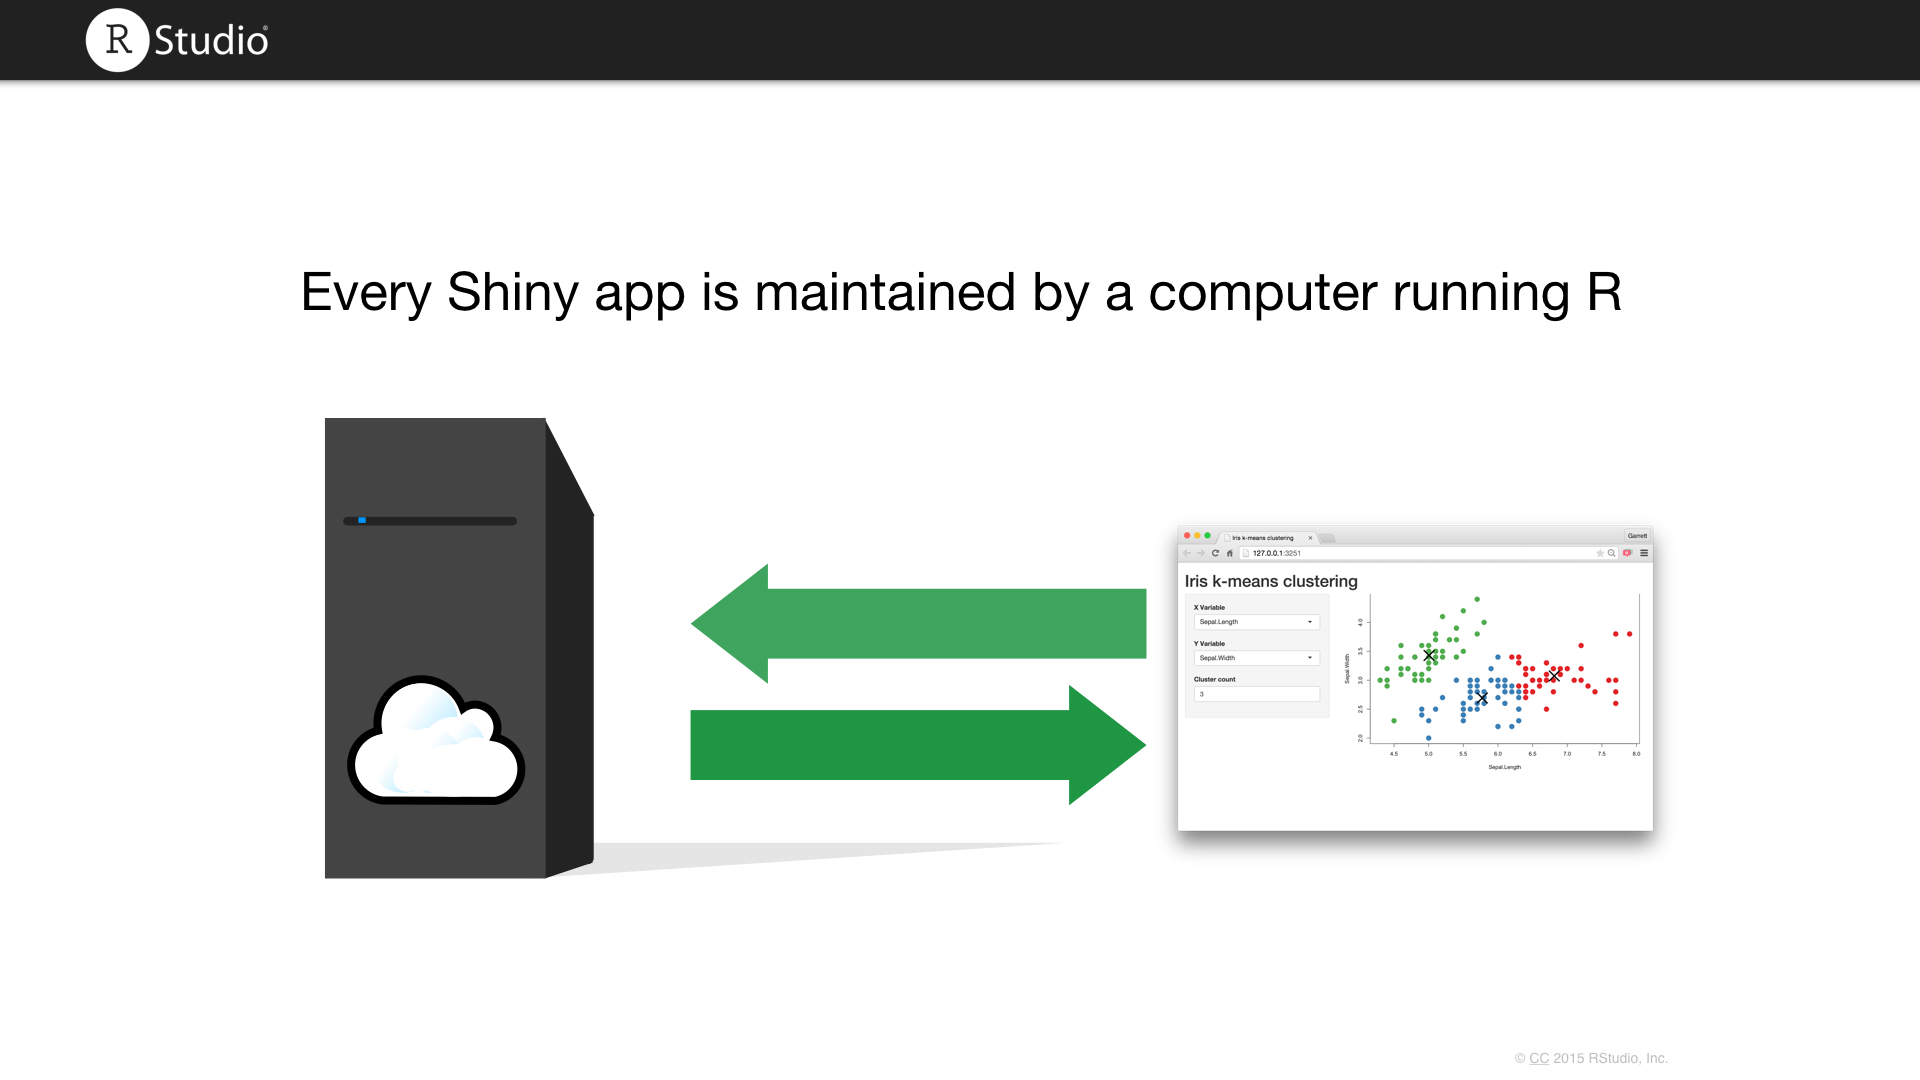 R Studio®
Every Shiny app is maintained by a computer running R
Iris k-means clustering
Garrett
127.0.0.1:3251
Iris k-means clustering
X Variable
Sepal.Length
Y Variable
Sepal.Width
Cluster count
3
Sepal.Width
4.0
3.5
3.0
2.5
2.0
4.5 5.0 5.5 6.0 6.5 7.0 7.5 8.0
Sepal.Length
© CC 2015 RStudio, Inc.